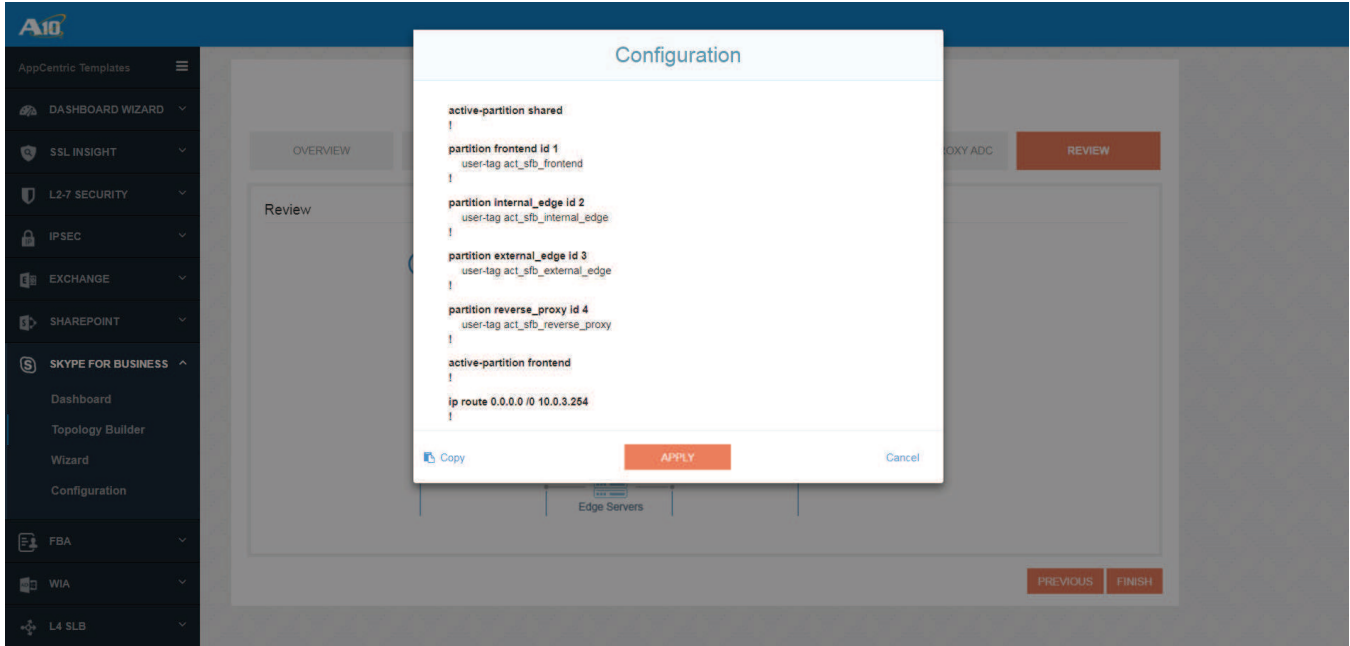 A10
AppCentric Templates
DASHBOARD WIZARD
SSL INSIGHT
L2-7 SECURITY
IPSEC
EXCHANGE
SHAREPOINT
SKYPE FOR BUSINESS
Dashboard
Topology Builder
Wizard
Configuration
FBA
WIA
L4 SLB
OVERVIEW
OXY ADC
REVIEW
Review
Configuration
active-partition shared
!
partition frontend id 1
user-tag act_sfb_frontend
!
partition internal_edge id 2
user-tag act_sfb_internal_edge
!
partition external_edge id 3
user-tag act_sfb_external_edge
!
partition reverse_proxy id 4
user-tag act_sfb_reverse_proxy
!
active-partition frontend
!
ip route 0.0.0.0 /0 10.0.3.254
!
Copy
APPLY
Cancel
Edge Servers
PREVIOUS
FINISH